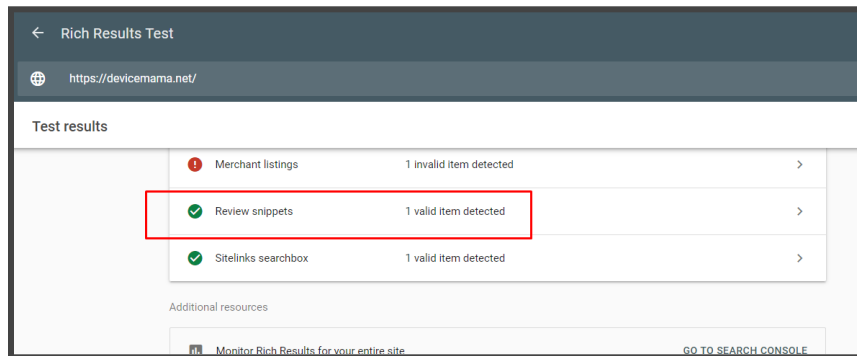 Rich Results Test
https://devicemama.net/
Test results
Merchant listings 1 invalid item detected
Review snippets 1 valid item detected
Sitelinks searchbox 1 valid item detected
Additional resources
Monitor Rich Results for your entire site GO TO SEARCH CONSOLE